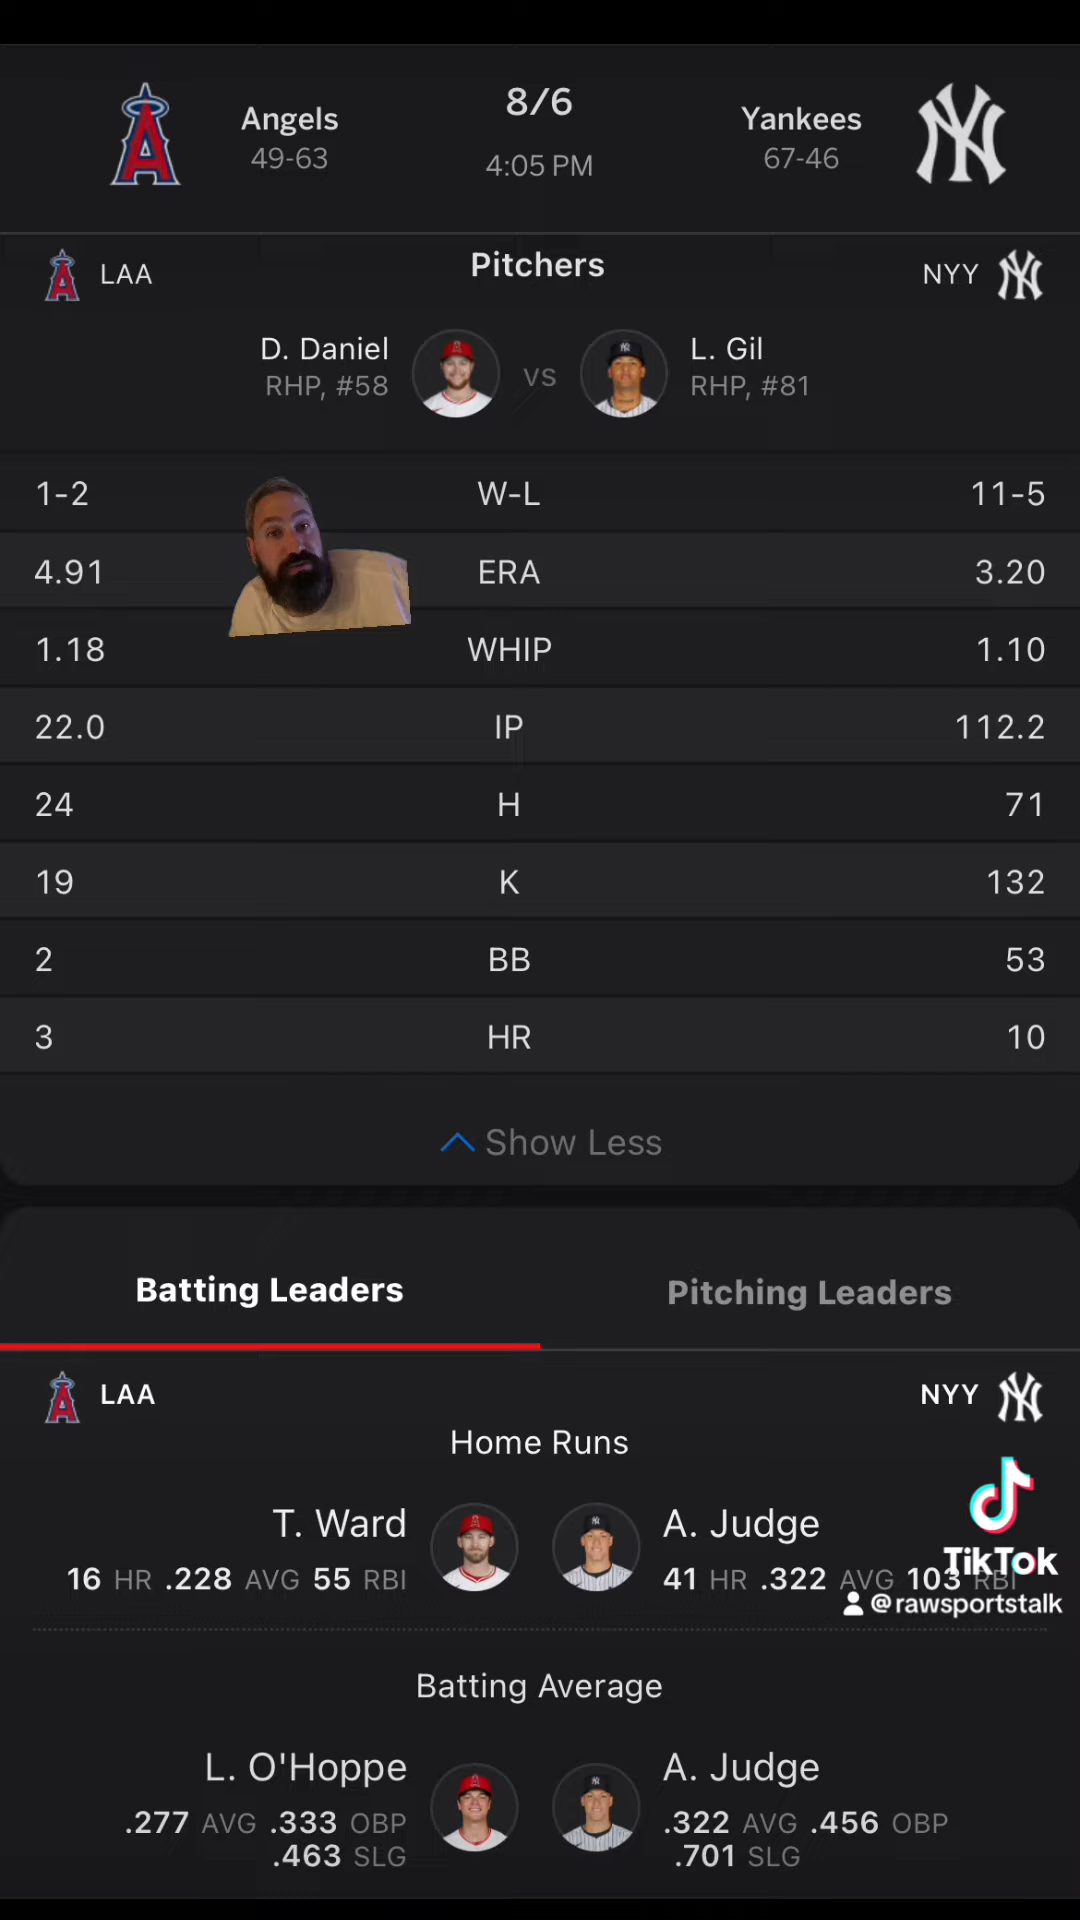 Angels
49-63
8/6
4:05 PM
Yankees
67-46
LAA
Pitchers
NYY
D. Daniel
RHP, #58
vs
L. Gil
RHP, #81
1-2 W-L 11-5
4.91 ERA 3.20
1.18 WHIP 1.10
22.0 IP 112.2
24 H 71
19 K 132
2 BB 53
3 HR 10
Show Less
Batting Leaders Pitching Leaders
LAA NYY
Home Runs
T. Ward
16 HR .228 AVG 55 RBI
A. Judge
41 HR .322 AVG 103 RBI
TikTok
@rawsportstalk
Batting Average
L. O'Hoppe
.277 AVG .333 OBP
.463 SLG
A. Judge
.322 AVG .456 OBP
.701 SLG